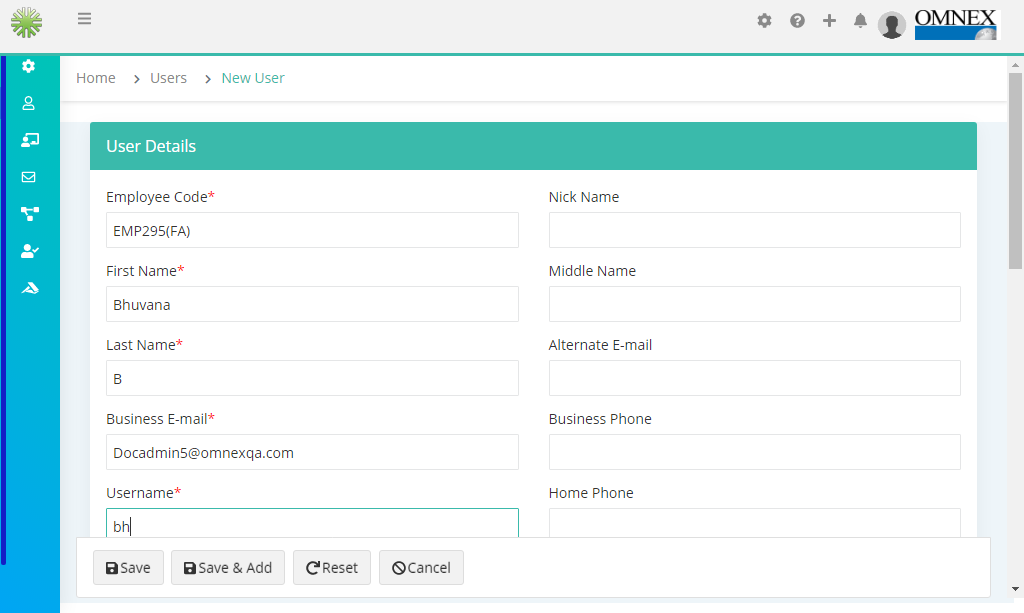 OMNEX
Home > Users > New User
User Details
Employee Code*
Nick Name
EMP295(FA)
First Name*
Middle Name
Bhuvana
Last Name*
Alternate E-mail
B
Business E-mail*
Business Phone
Docadmin5@omnexqa.com
Username*
Home Phone
bh
Save
Save & Add
Reset
Cancel